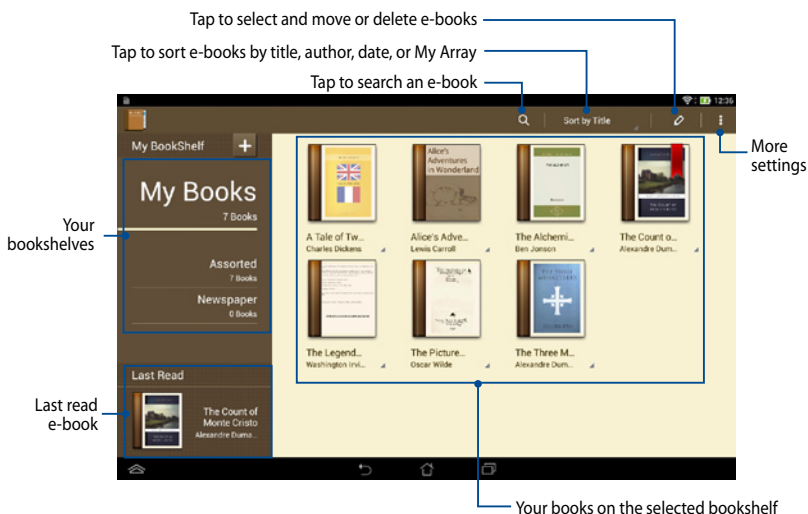 Tap to select and move or delete e-books
Tap to sort e-books by title, author, date, or My Array
Tap to search an e-book
12:36
Sort by Title
More
settings
My BookShelf
My Books
7 Books
Your
bookshelves
Assorted
7 Books
Newspaper
0 Books
Alice's
Adventures
in Wonderland
A Tale of Tw...
Charles Dickens
Alice's Adve...
Lewis Carroll
The Alchemi...
Ben Jonson
The Count o...
Alexandre Dum...
The Legend...
Washington Irvi...
The Picture...
Oscar Wilde
The Three M...
Alexandre Dum...
Last Read
Last read
e-book
The Count of
Monte Cristo
Alexandre Duma...
Your books on the selected bookshelf